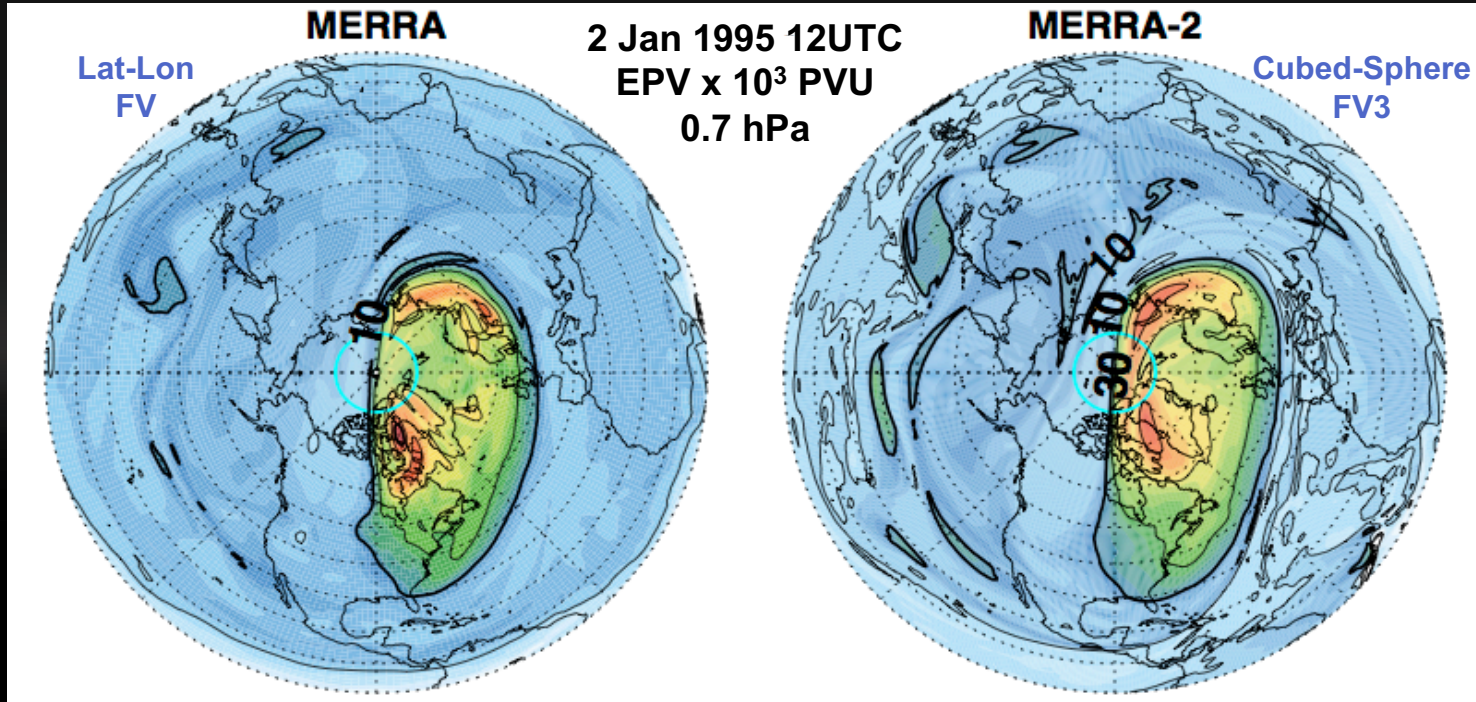 MERRA
Lat-Lon
FV
2 Jan 1995 12UTC
EPV x 10³ PVU
0.7 hPa
MERRA-2
Cubed-Sphere
FV3
10
10
10
30